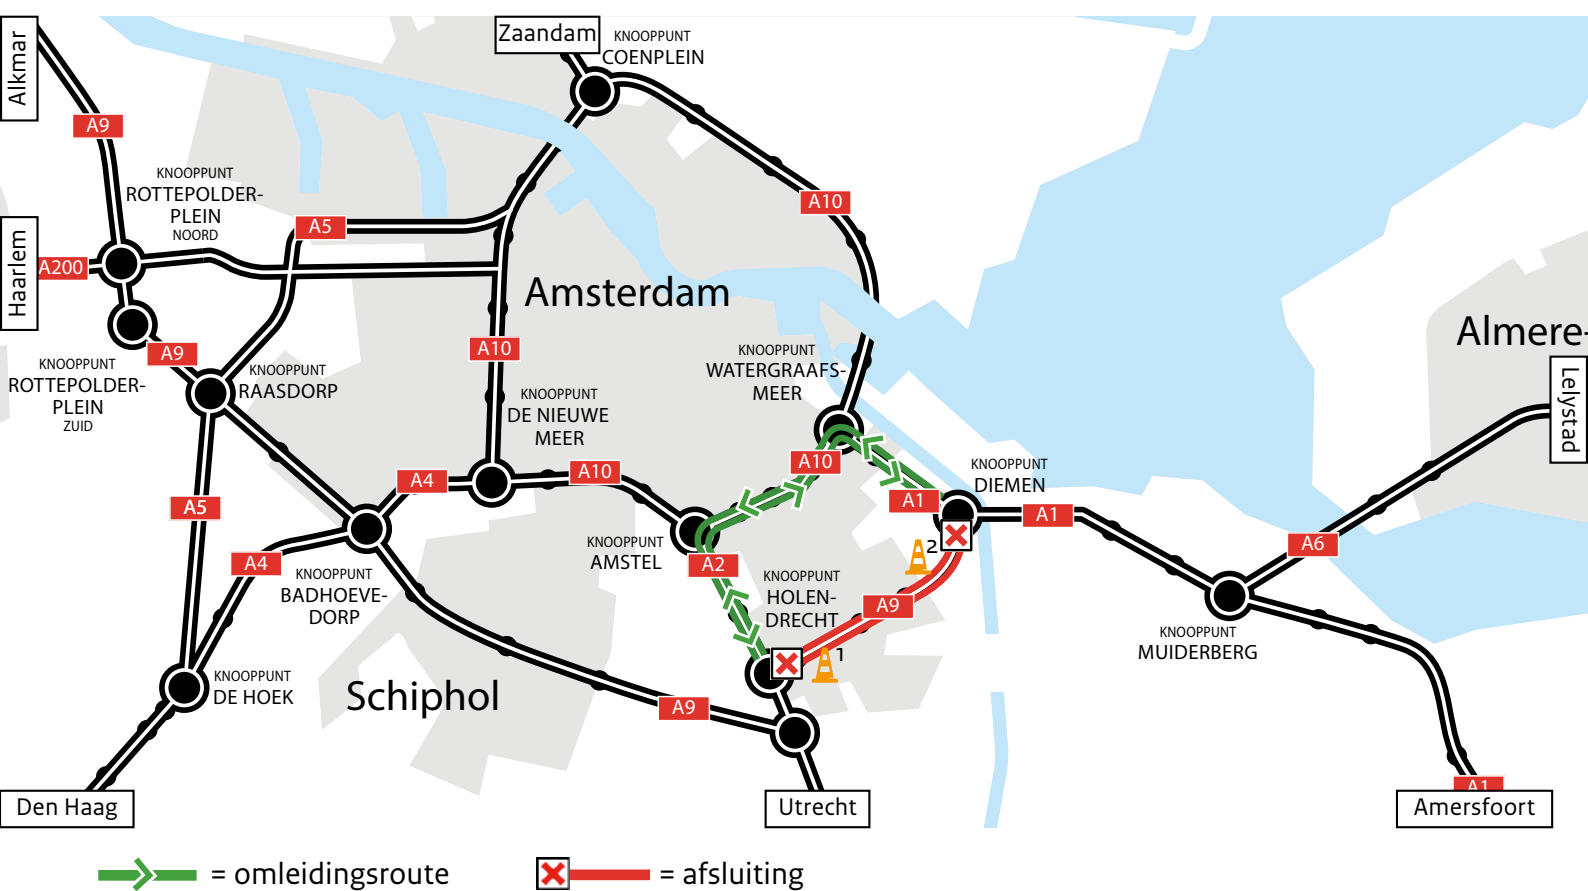 Zaandam
KNOOPPUNT
COENPLEIN
Alkmar
A9
KNOOPPUNT
ROTTEPOLDER-
PLEIN
NOORD
A10
A5
Haarlem
A200
Amsterdam
Almere-
A9
A10
KNOOPPUNT
WATERGRAAFS-
MEER
KNOOPPUNT
ROTTEPOLDER-
PLEIN
ZUID
KNOOPPUNT
RAASDORP
KNOOPPUNT
DE NIEUWE
MEER
Lelystad
A4
A10
A10
KNOOPPUNT
DIEMEN
A5
A1
A1
A6
KNOOPPUNT
AMSTEL
A2
2
A4
KNOOPPUNT
BADHOEVE-
DORP
KNOOPPUNT
HOLEN-
DRECHT
A9
1
KNOOPPUNT
MUIDERBERG
KNOOPPUNT
DE HOEK
Schiphol
A9
A1
Den Haag
Utrecht
Amersfoort
= omleidingsroute
= afsluiting